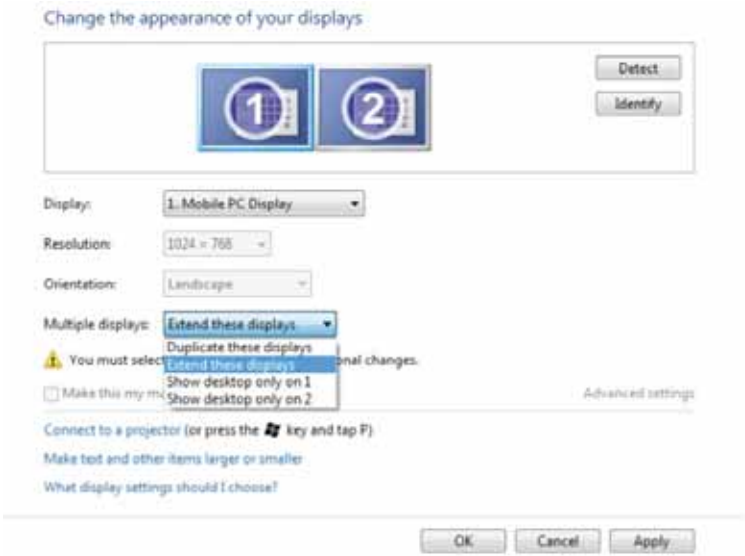 Change the appearance of your displays
1 2
Detect
Identify
Display: 1. Mobile PC Display
Resolution: 1024 × 768
Orientation: Landscape
Multiple displays: Extend these displays
Duplicate these displays
You must select onal changes.
Extend these displays
Show desktop only on 1
Make this my m Advanced settings
Show desktop only on 2
Connect to a projector (or press the key and tap P)
Make text and other items larger or smaller
What display settings should I choose?
OK Cancel Apply